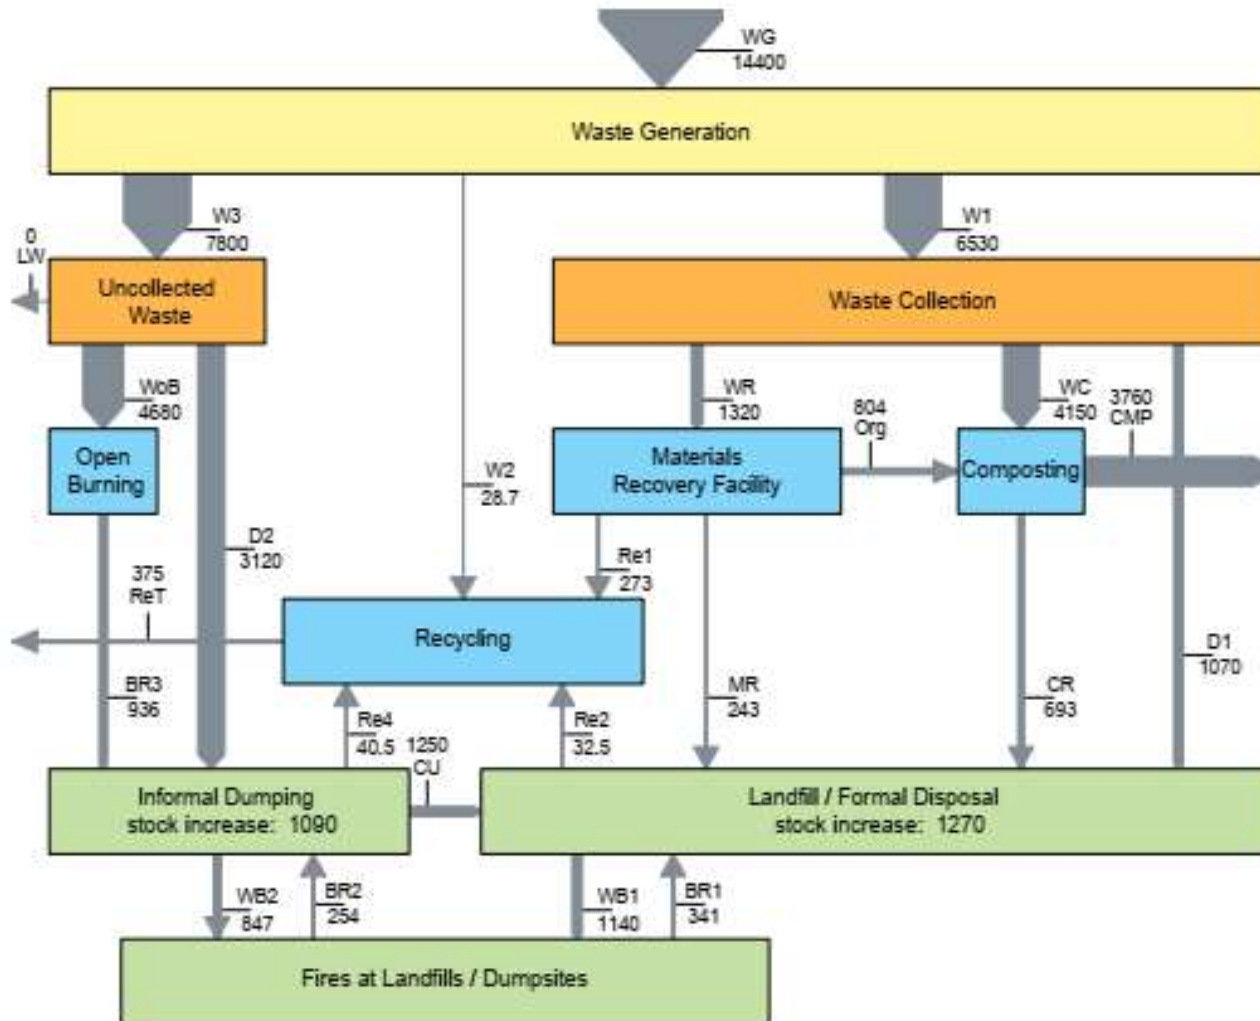 WG
14400
Waste Generation
W3
7800
W1
6530
0
LW
Uncollected
Waste
Waste Collection
WoB
4680
WR
1320
WC
4150
3760
CMP
804
Org
Open
Burning
W2
28.7
Materials
Recovery Facility
Composting
D2
3120
Re1
273
375
ReT
Recycling
D1
1070
BR3
936
MR
243
CR
693
Re4
40.5
Re2
32.5
1250
CU
Informal Dumping
stock increase: 1090
Landfill / Formal Disposal
stock increase: 1270
WB2
847
BR2
254
WB1
1140
BR1
341
Fires at Landfills / Dumpsites